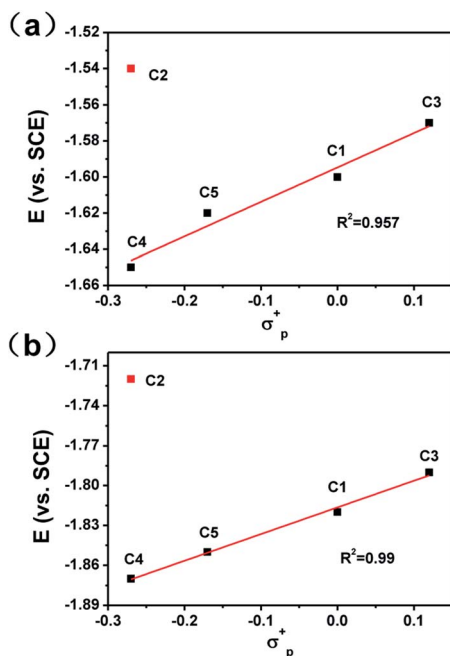 （a）
-1.52
-1.54
-1.56
-1.58
-1.60
-1.62
-1.64
-1.66
E (vs. SCE)
C2
C3
C1
C5
C4
R²=0.957
-0.3 -0.2 -0.1 0.0 0.1
σ⁺p
（b）
-1.71
-1.74
-1.77
-1.80
-1.83
-1.86
-1.89
E (vs. SCE)
C2
C3
C1
C5
C4
R²=0.99
-0.3 -0.2 -0.1 0.0 0.1
σ⁺p